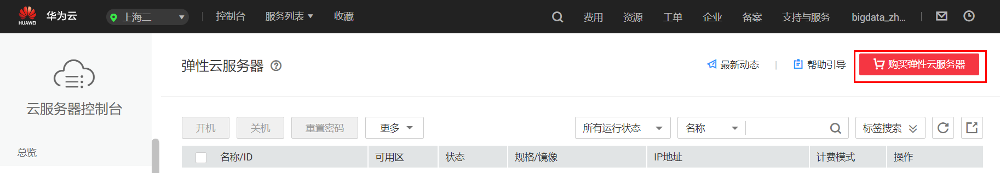 HUAWEI 华为云 上海二 控制台 服务列表 收藏 费用 资源 工单 企业 备案 支持与服务 bigdata_zh...
弹性云服务器 最新动态 帮助引导 购买弹性云服务器
云服务器控制台
开机 关机 重置密码 更多 所有运行状态 名称 标签搜索
总览
名称/ID 可用区 状态 规格/镜像 IP地址 计费模式 操作